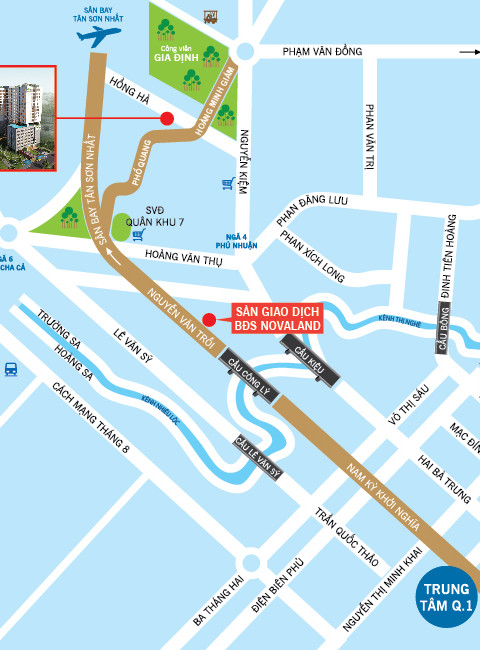 SÂN BAY
TÂN SƠN NHẤT
Công viên
GIA ĐỊNH
PHẠM VĂN ĐỒNG
HỒNG HÀ
HOÀNG MINH GIÁM
PHỔ QUANG
SÂN BAY TÂN SƠN NHẤT
NGUYỄN KIỆM
PHAN VĂN TRỊ
PHAN ĐĂNG LƯU
SVĐ
QUÂN KHU 7
NGÃ 4
PHÚ NHUẬN
HOÀNG VĂN THỤ
PHAN XÍCH LONG
ĐINH TIÊN HOÀNG
NGÃ 6
CHA CẢ
NGUYỄN VĂN TRỖI
SÀN GIAO DỊCH
BĐS NOVALAND
KÊNH THỊ NGHÈ
CẦU BÔNG
TRƯỜNG SA
HOÀNG SA
LÊ VĂN SỸ
CẦU KIỆU
CẦU CÔNG LÝ
CÁCH MẠNG THÁNG 8
KÊNH NHIÊU LỘC
VÕ THỊ SÁU
MẠC ĐĨN
CẦU LÊ VĂN SỸ
HAI BÀ TRƯNG
NAM KỲ KHỞI NGHĨA
TRẦN QUỐC THẢO
BA THÁNG HAI
ĐIỆN BIÊN PHỦ
NGUYỄN THỊ MINH KHAI
TRUNG
TÂM Q.1